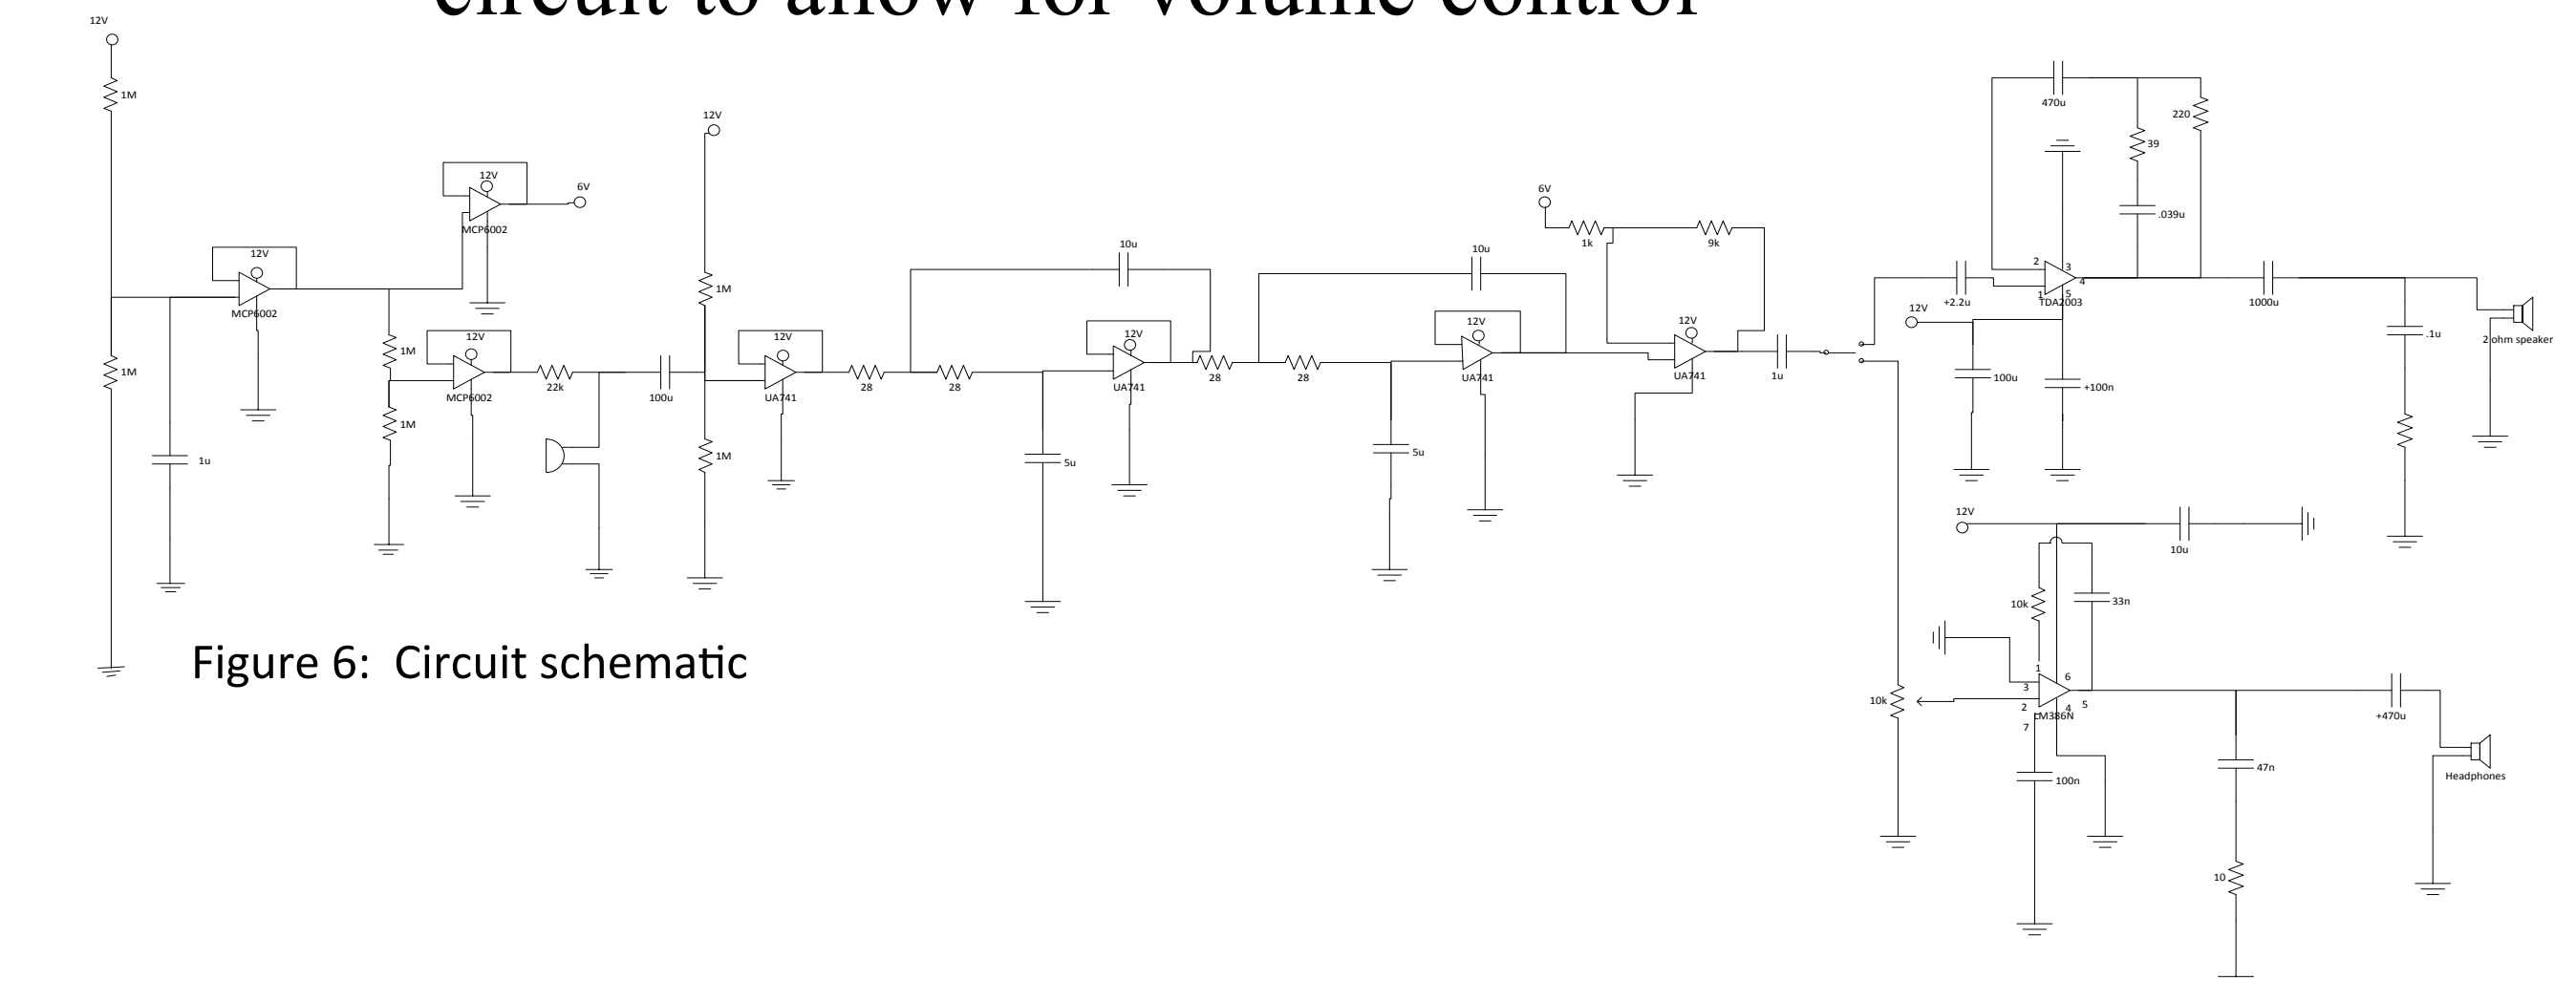 circuit to allow for volume control
12V
1M
1M
1u
12V
MCP6002
12V
MCP6002
6V
1M
1M
12V
MCP6002
22k
100u
12V
1M
1M
12V
UA741
28
28
10u
5u
12V
UA741
28
28
10u
5u
12V
UA741
6V
1k
9k
12V
UA741
1u
470u
220
39
.039u
2
3
1
5
4
TDA2003
+2.2u
12V
100u
+100n
1000u
.1u
2 ohm speaker
12V
10u
10k
33n
1
3
6
2
4
5
LM386N
7
10k
100n
47n
10
+470u
Headphones
Figure 6: Circuit schematic